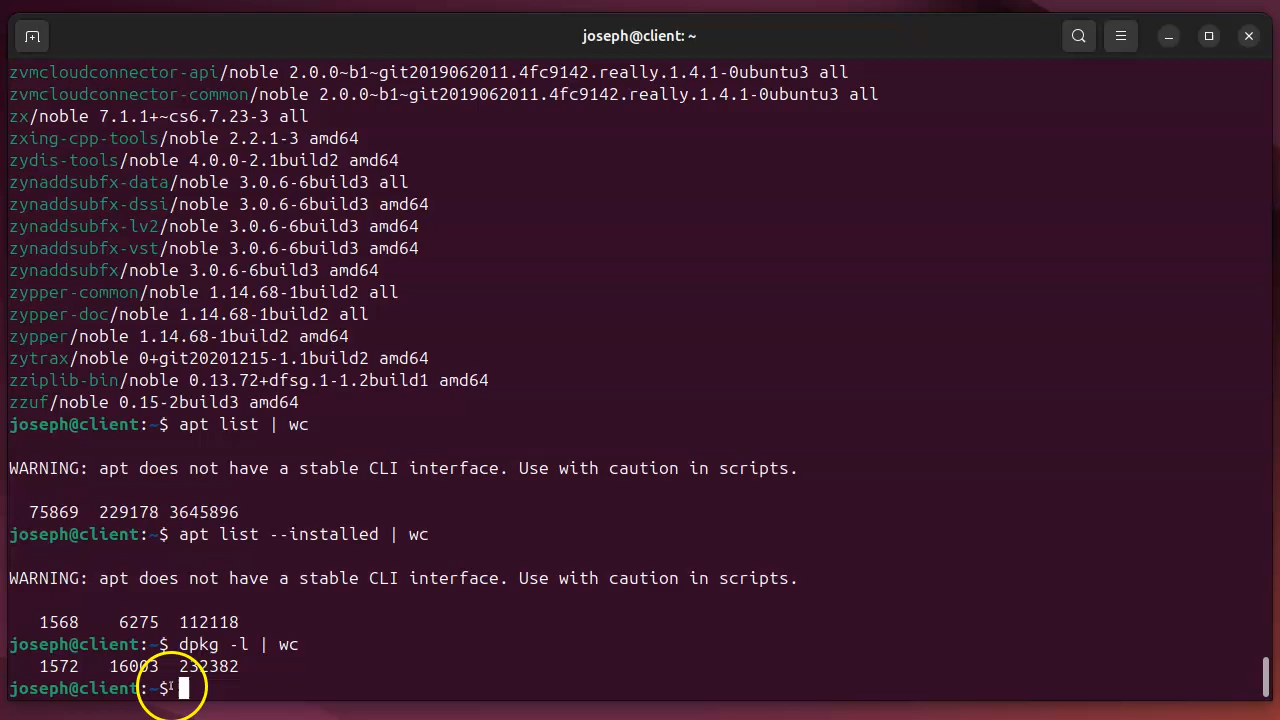 joseph@client: ~
zvmcloudconnector-api/noble 2.0.0~b1~git2019062011.4fc9142.really.1.4.1-0ubuntu3 all
zvmcloudconnector-common/noble 2.0.0~b1~git2019062011.4fc9142.really.1.4.1-0ubuntu3 all
zx/noble 7.1.1+~cs6.7.23-3 all
zxing-cpp-tools/noble 2.2.1-3 amd64
zydis-tools/noble 4.0.0-2.1build2 amd64
zynaddsubfx-data/noble 3.0.6-6build3 all
zynaddsubfx-dssi/noble 3.0.6-6build3 amd64
zynaddsubfx-lv2/noble 3.0.6-6build3 amd64
zynaddsubfx-vst/noble 3.0.6-6build3 amd64
zynaddsubfx/noble 3.0.6-6build3 amd64
zypper-common/noble 1.14.68-1build2 all
zypper-doc/noble 1.14.68-1build2 all
zypper/noble 1.14.68-1build2 amd64
zytrax/noble 0+git20201215-1.1build2 amd64
zziplib-bin/noble 0.13.72+dfsg.1-1.2build1 amd64
zzuf/noble 0.15-2build3 amd64
joseph@client:~$ apt list | wc
WARNING: apt does not have a stable CLI interface. Use with caution in scripts.
75869 229178 3645896
joseph@client:~$ apt list --installed | wc
WARNING: apt does not have a stable CLI interface. Use with caution in scripts.
1568 6275 112118
joseph@client:~$ dpkg -l | wc
1572 16003 232382
joseph@client:~$